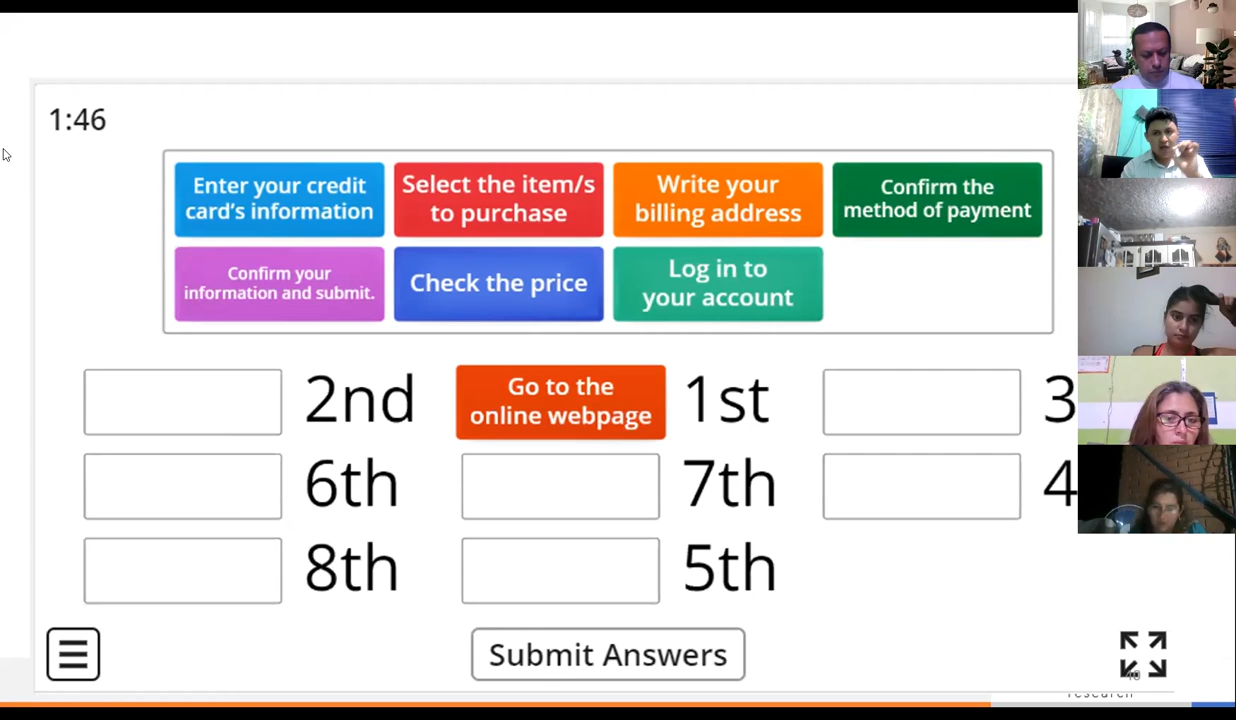 1:46
Enter your credit
card's information
Select the item/s
to purchase
Write your
billing address
Confirm the
method of payment
Confirm your
information and submit.
Check the price
Log in to
your account
2nd
Go to the
online webpage
1st
3
6th
7th
4
8th
5th
Submit Answers
research